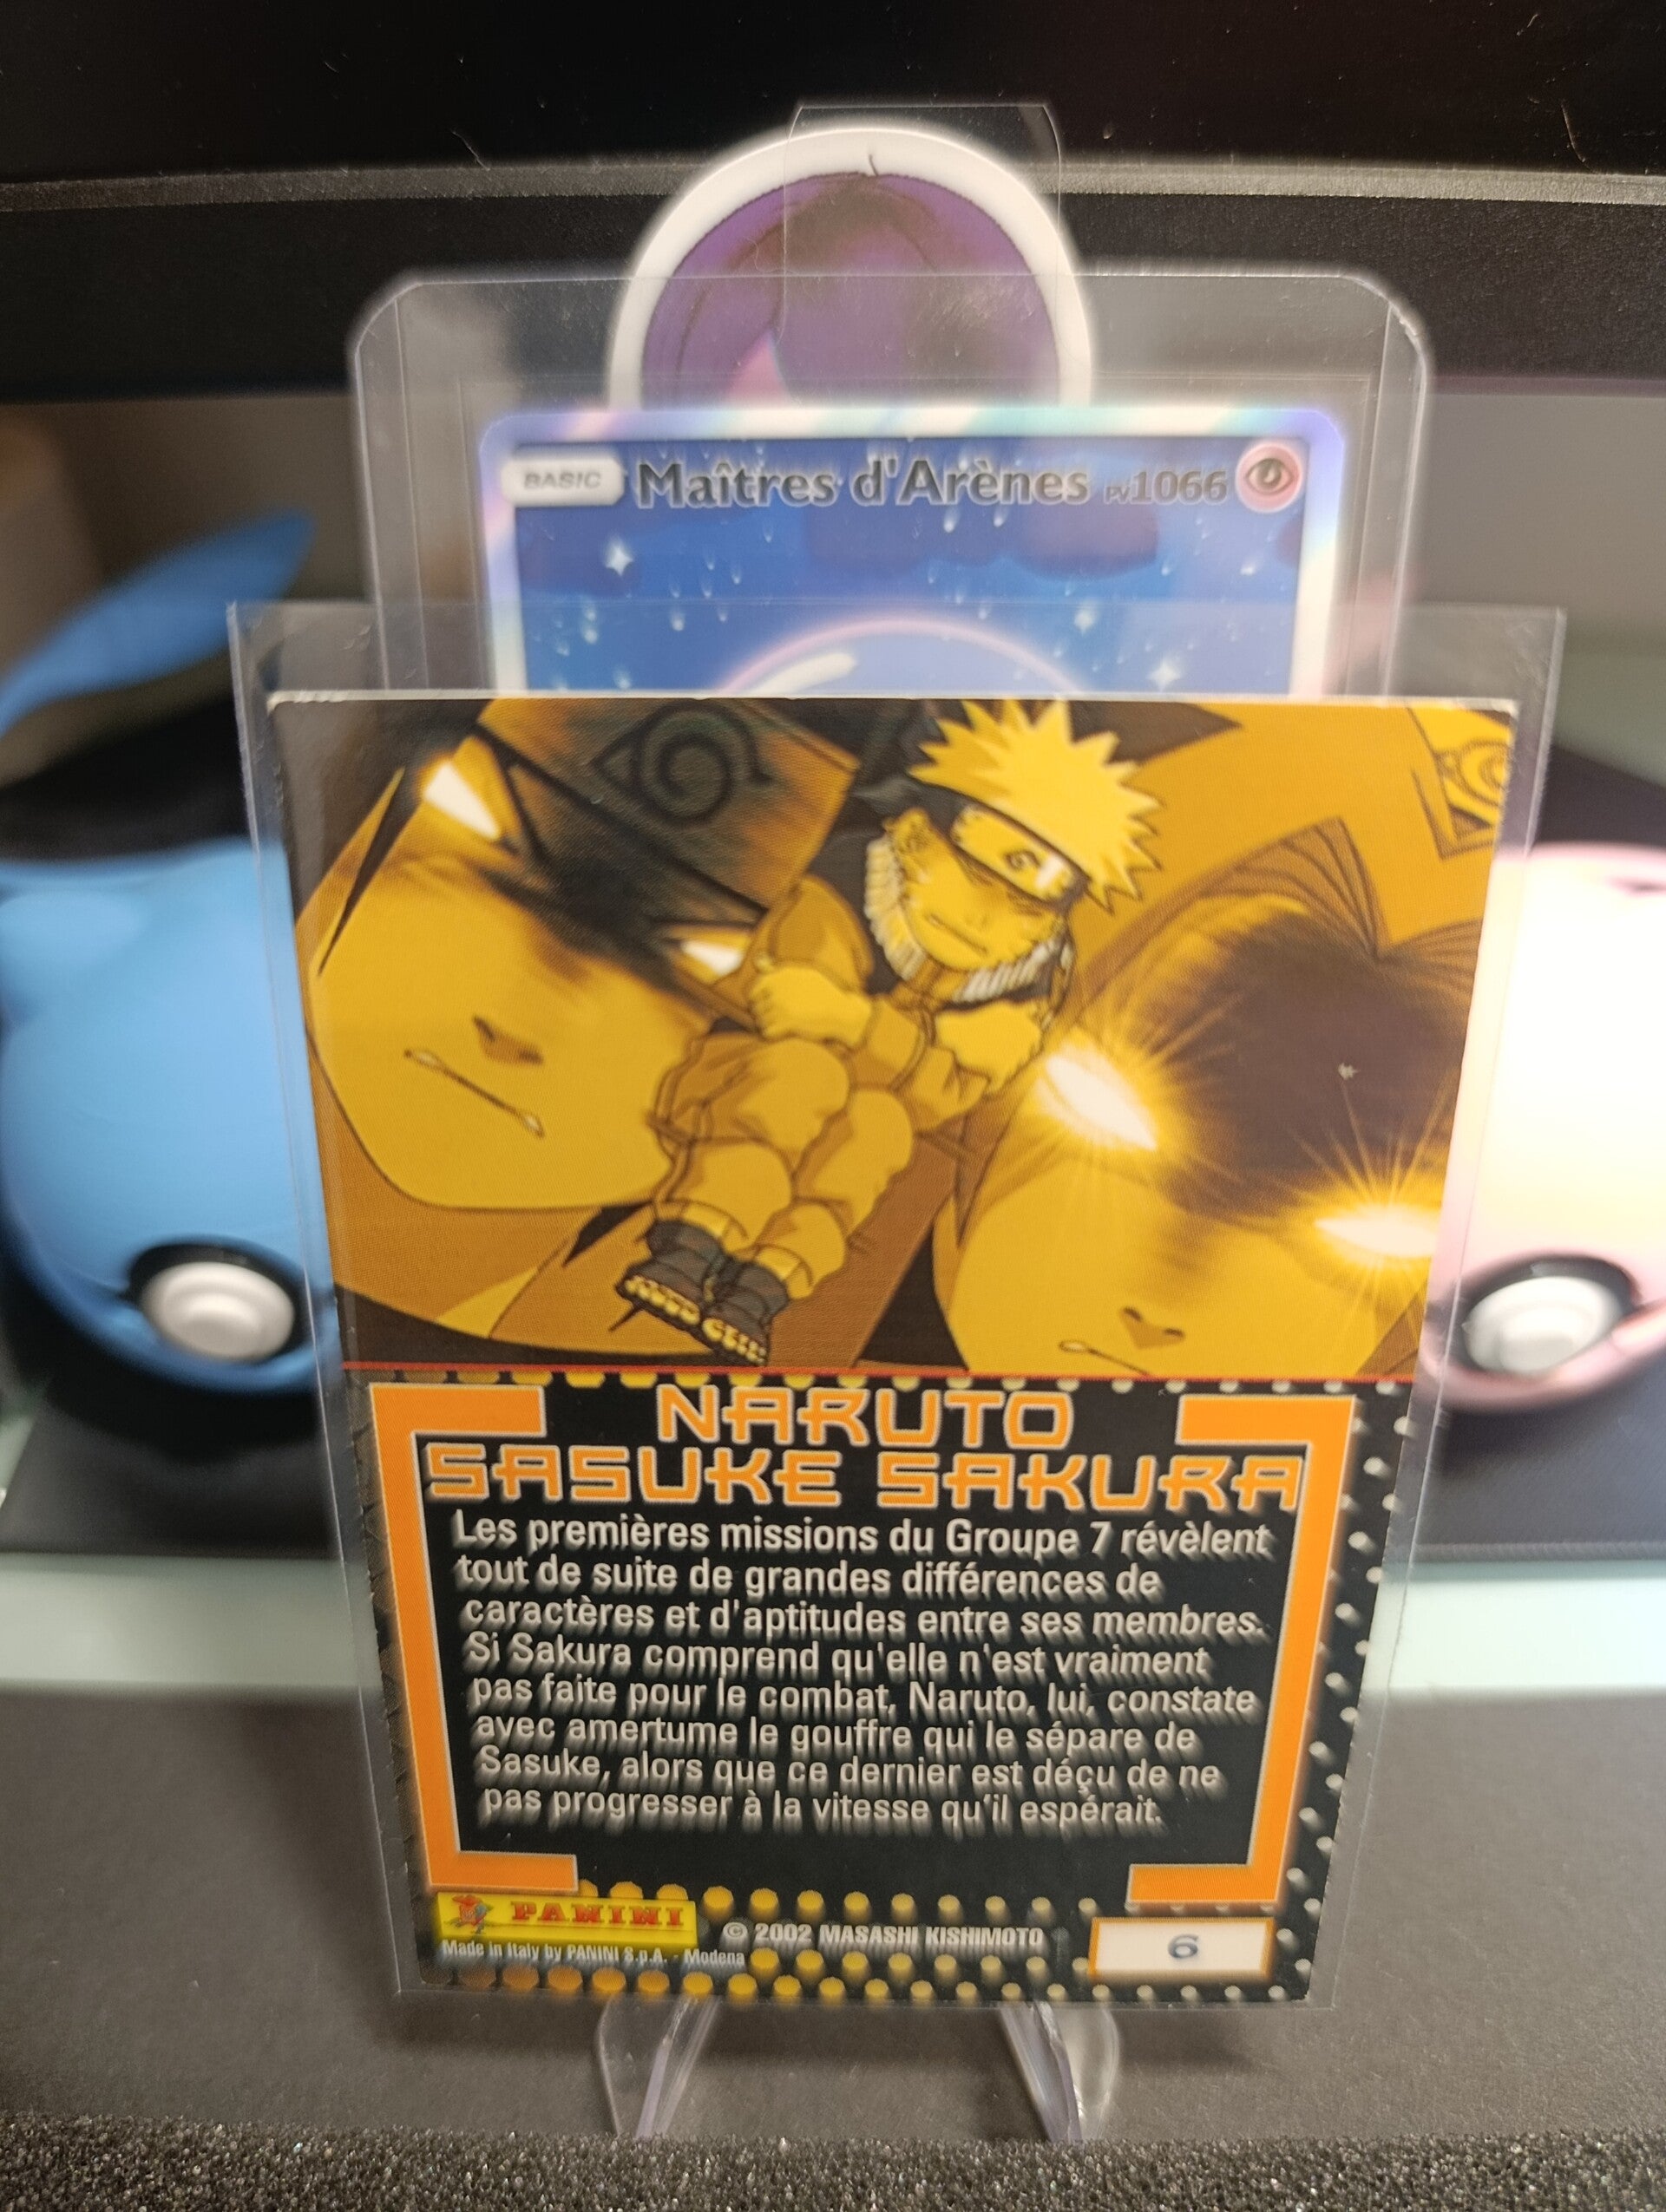 BASIC Maîtres d'Arènes PV1066
NARUTO
SASUKE SAKURA
Les premières missions du Groupe 7 révèlent
tout de suite de grandes différences de
caractères et d'aptitudes entre ses membres.
Si Sakura comprend qu'elle n'est vraiment
pas faite pour le combat, Naruto, lui, constate
avec amertume le gouffre qui le sépare de
Sasuke, alors que ce dernier est déçu de ne
pas progresser à la vitesse qu'il espérait.
PANINI
© 2002 MASASHI KISHIMOTO
Made in Italy by PANINI S.p.A. - Modena
6